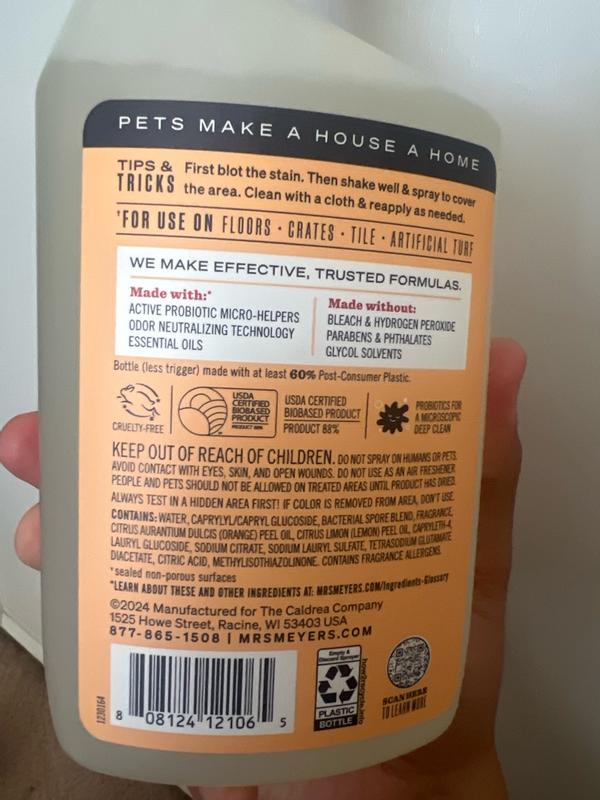 PETS MAKE A HOUSE A HOME
TIPS & TRICKS
First blot the stain. Then shake well & spray to cover
the area. Clean with a cloth & reapply as needed.
†FOR USE ON FLOORS · CRATES · TILE · ARTIFICIAL TURF
WE MAKE EFFECTIVE, TRUSTED FORMULAS.
Made with:*
ACTIVE PROBIOTIC MICRO-HELPERS
ODOR NEUTRALIZING TECHNOLOGY
ESSENTIAL OILS
Made without:
BLEACH & HYDROGEN PEROXIDE
PARABENS & PHTHALATES
GLYCOL SOLVENTS
Bottle (less trigger) made with at least 60% Post-Consumer Plastic.
CRUELTY-FREE
USDA
CERTIFIED
BIOBASED
PRODUCT
PRODUCT 88%
USDA CERTIFIED
BIOBASED PRODUCT
PRODUCT 88%
PROBIOTICS FOR
A MICROSCOPIC
DEEP CLEAN
KEEP OUT OF REACH OF CHILDREN. DO NOT SPRAY ON HUMANS OR PETS.
AVOID CONTACT WITH EYES, SKIN, AND OPEN WOUNDS. DO NOT USE AS AN AIR FRESHENER.
PEOPLE AND PETS SHOULD NOT BE ALLOWED ON TREATED AREAS UNTIL PRODUCT HAS DRIED.
ALWAYS TEST IN A HIDDEN AREA FIRST! IF COLOR IS REMOVED FROM AREA, DON'T USE.
CONTAINS: WATER, CAPRYLYL/CAPRYL GLUCOSIDE, BACTERIAL SPORE BLEND, FRAGRANCE,
CITRUS AURANTIUM DULCIS (ORANGE) PEEL OIL, CITRUS LIMON (LEMON) PEEL OIL, CAPRYLETH-4,
LAURYL GLUCOSIDE, SODIUM CITRATE, SODIUM LAURYL SULFATE, TETRASODIUM GLUTAMATE
DIACETATE, CITRIC ACID, METHYLISOTHIAZOLINONE. CONTAINS FRAGRANCE ALLERGENS.
†sealed non-porous surfaces
*LEARN ABOUT THESE AND OTHER INGREDIENTS AT: MRSMEYERS.COM/Ingredients-Glossary
©2024 Manufactured for The Caldrea Company
1525 Howe Street, Racine, WI 53403 USA
877-865-1508 | MRSMEYERS.COM
1230164
8 08124 12106 5
Empty &
Discard Sprayer
PLASTIC
BOTTLE
how2recycle.info
SCAN HERE
TO LEARN MORE